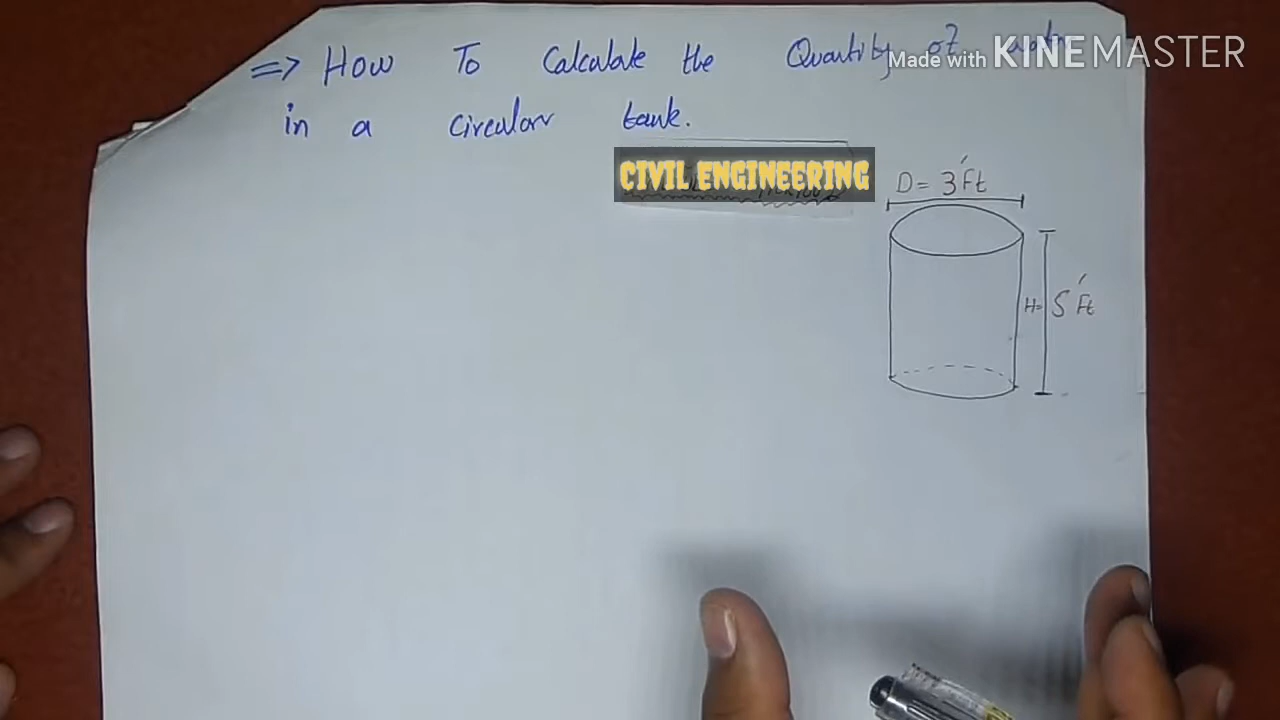 ⇒ How To Calculate the Quantity of
Made with KINEMASTER
in a circular tank.
CIVIL ENGINEERING
D = 3' Ft
H= 5' Ft